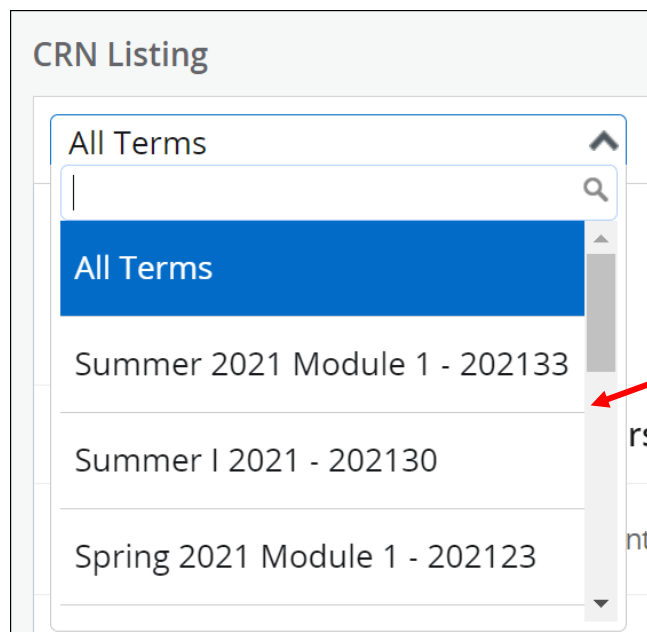 CRN Listing
All Terms
All Terms
Summer 2021 Module 1 - 202133
Summer I 2021 - 202130
Spring 2021 Module 1 - 202123